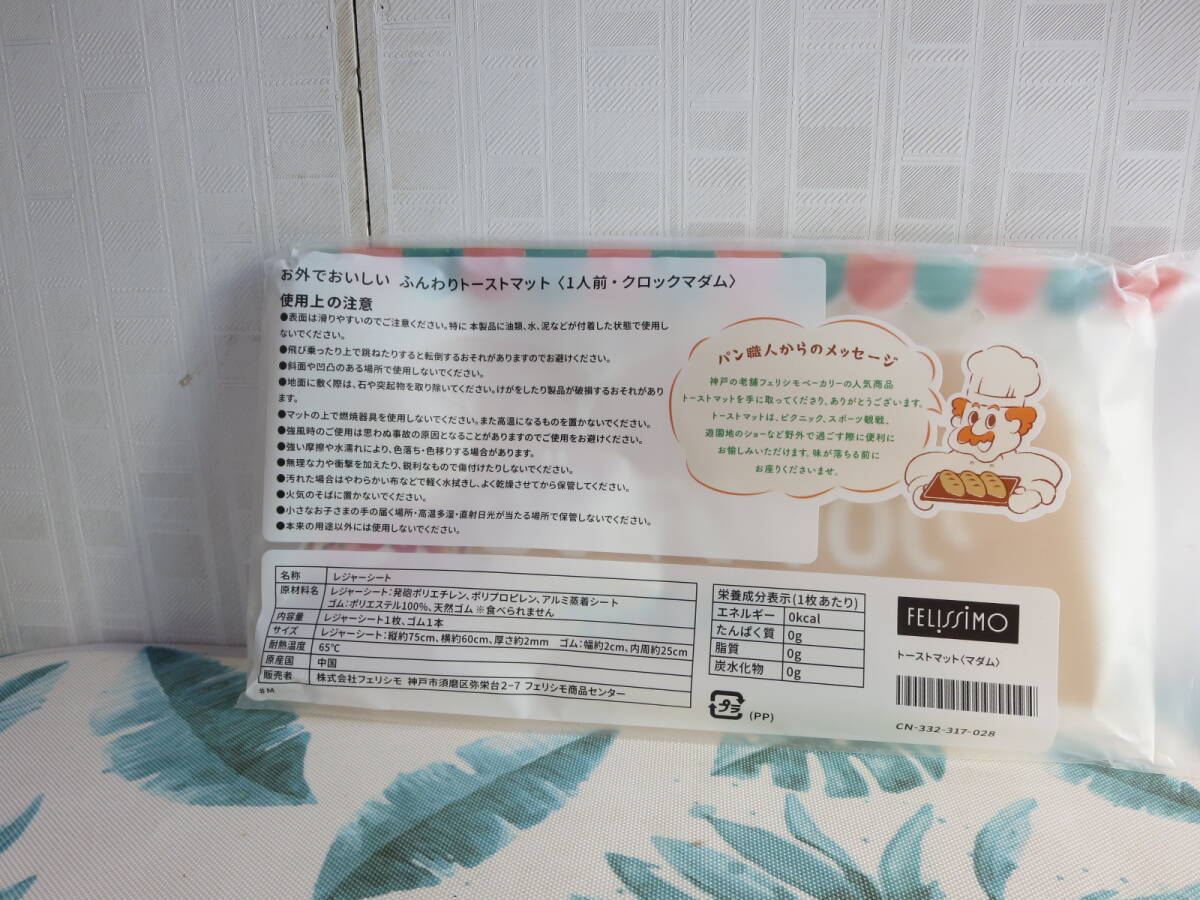 お外でおいしい ふんわりトーストマット〈1人前・クロックマダム〉
使用上の注意
●表面は滑りやすいのでご注意ください。特に 本製品に油類、水、泥などが付着した状態で使用し
ないでください。
●飛び乗ったり上で跳ねたりすると転倒するおそれがありますのでお避けください。
●斜面や凹凸のある場所で使用しないでください。
●地面に敷く際は、石や突起物を取り除いてください。けがをしたり製品が破損するおそれがあり
ます。
●マットの上で燃焼器具を使用しないでください。また高温になるものを置かないでください。
●強風時のご使用は思わぬ事故の原因となることがありますのでご使用をお避けください。
●強い摩擦や水濡れにより、色落ち・色移りする場合があります。
●無理な力や衝撃を加えたり、鋭利なもので傷付けたりしないでください。
●汚れた場合はやわらかい布などで軽く水拭きし、よく乾燥させてから保管してください。
●火気のそばに置かないでください。
●小さなお子さまの手の届く場所・高温多湿・直射日光が当たる場所で保管しないでください。
●本来の用途以外には使用しないでください。
パン職人からのメッセージ
神戸の老舗フェリシモベーカリーの人気商品
トーストマットを手に取ってくださり、ありがとうございます。
トーストマットは、ピクニック、スポーツ観戦、
遊園地のショーなど野外で過ごす際に便利に
お愉しみいただけます。味が落ちる前に
お座りくださいませ。
名称 レジャーシート
原材料名 レジャーシート:発砲ポリエチレン、ポリプロピレン、アルミ蒸着シート
ゴム:ポリエステル100%、天然ゴム ※食べられません
内容量 レジャーシート1枚、ゴム1本
サイズ レジャーシート:縦約75cm、横約60cm、厚さ約2mm ゴム:幅約2cm、内周約25cm
耐熱温度 65℃
原産国 中国
販売者 株式会社フェリシモ 神戸市須磨区弥栄台2-7 フェリシモ商品センター
#M
栄養成分表示(1枚あたり)
エネルギー 0kcal
たんぱく質 0g
脂質 0g
炭水化物 0g
プラ (PP)
FELISSIMO
トーストマット〈マダム〉
CN-332-317-028